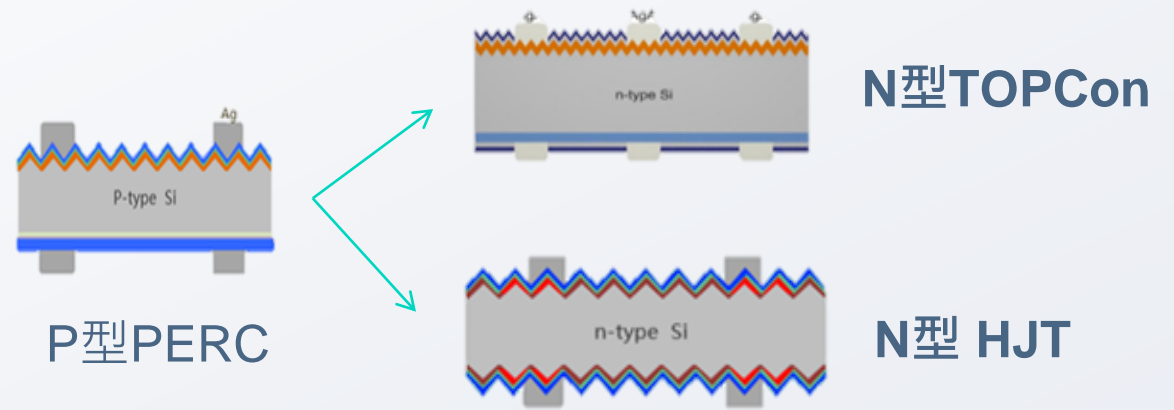 Ag
P-type Si
P型PERC
n-type Si
N型TOPCon
n-type Si
N型 HJT